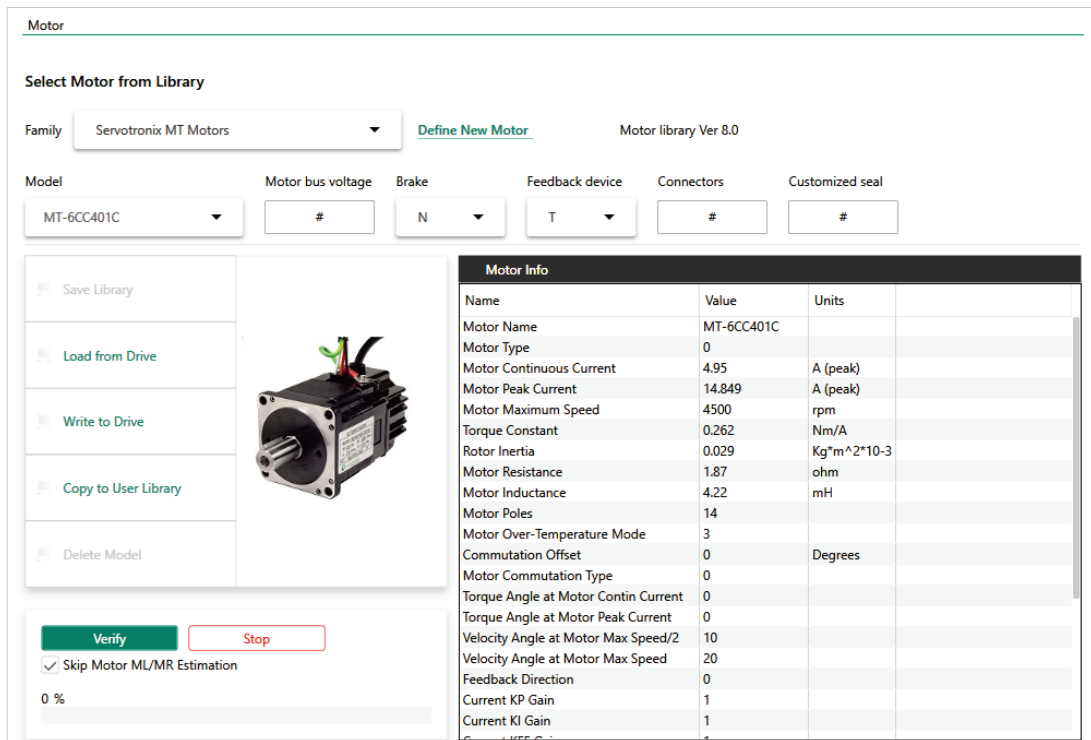 Motor
Select Motor from Library
Family Servotronix MT Motors Define New Motor Motor library Ver 8.0
Model Motor bus voltage Brake Feedback device Connectors Customized seal
MT-6CC401C # N T # #
Save Library
Load from Drive
Write to Drive
Copy to User Library
Delete Model
Verify Stop
Skip Motor ML/MR Estimation
0 %
Motor Info
Name Value Units
Motor Name MT-6CC401C
Motor Type 0
Motor Continuous Current 4.95 A (peak)
Motor Peak Current 14.849 A (peak)
Motor Maximum Speed 4500 rpm
Torque Constant 0.262 Nm/A
Rotor Inertia 0.029 Kg*m^2*10-3
Motor Resistance 1.87 ohm
Motor Inductance 4.22 mH
Motor Poles 14
Motor Over-Temperature Mode 3
Commutation Offset 0 Degrees
Motor Commutation Type 0
Torque Angle at Motor Contin Current 0
Torque Angle at Motor Peak Current 0
Velocity Angle at Motor Max Speed/2 10
Velocity Angle at Motor Max Speed 20
Feedback Direction 0
Current KP Gain 1
Current KI Gain 1